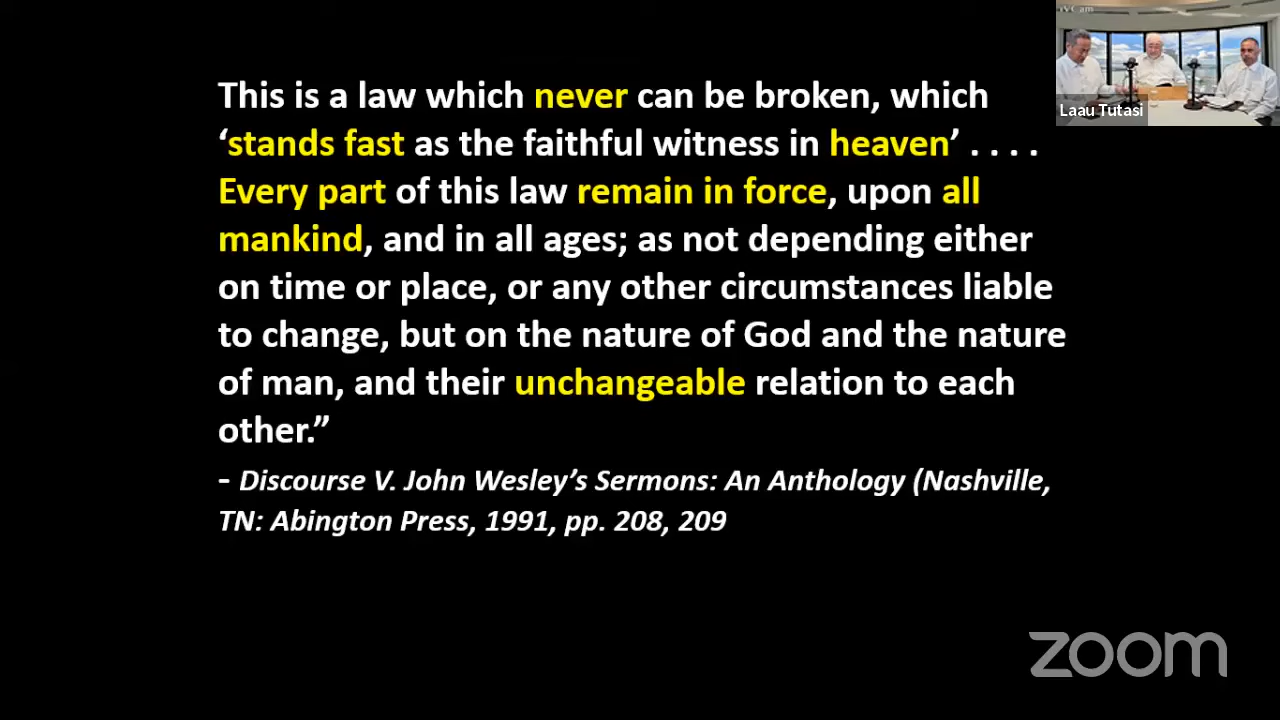 This is a law which never can be broken, which
‘stands fast as the faithful witness in heaven’ . . . .
Every part of this law remain in force, upon all
mankind, and in all ages; as not depending either
on time or place, or any other circumstances liable
to change, but on the nature of God and the nature
of man, and their unchangeable relation to each
other.”
- Discourse V. John Wesley’s Sermons: An Anthology (Nashville,
TN: Abington Press, 1991, pp. 208, 209
Laau Tutasi
zoom